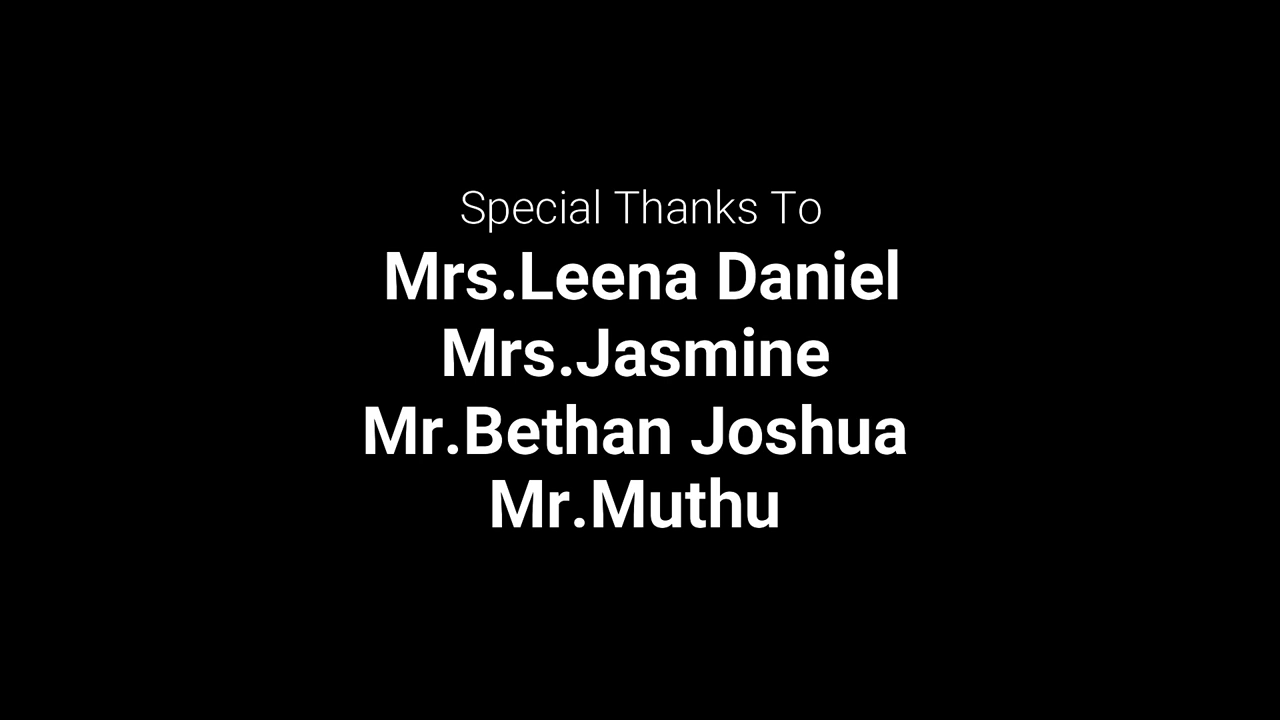 Special Thanks To
Mrs.Leena Daniel
Mrs.Jasmine
Mr.Bethan Joshua
Mr.Muthu